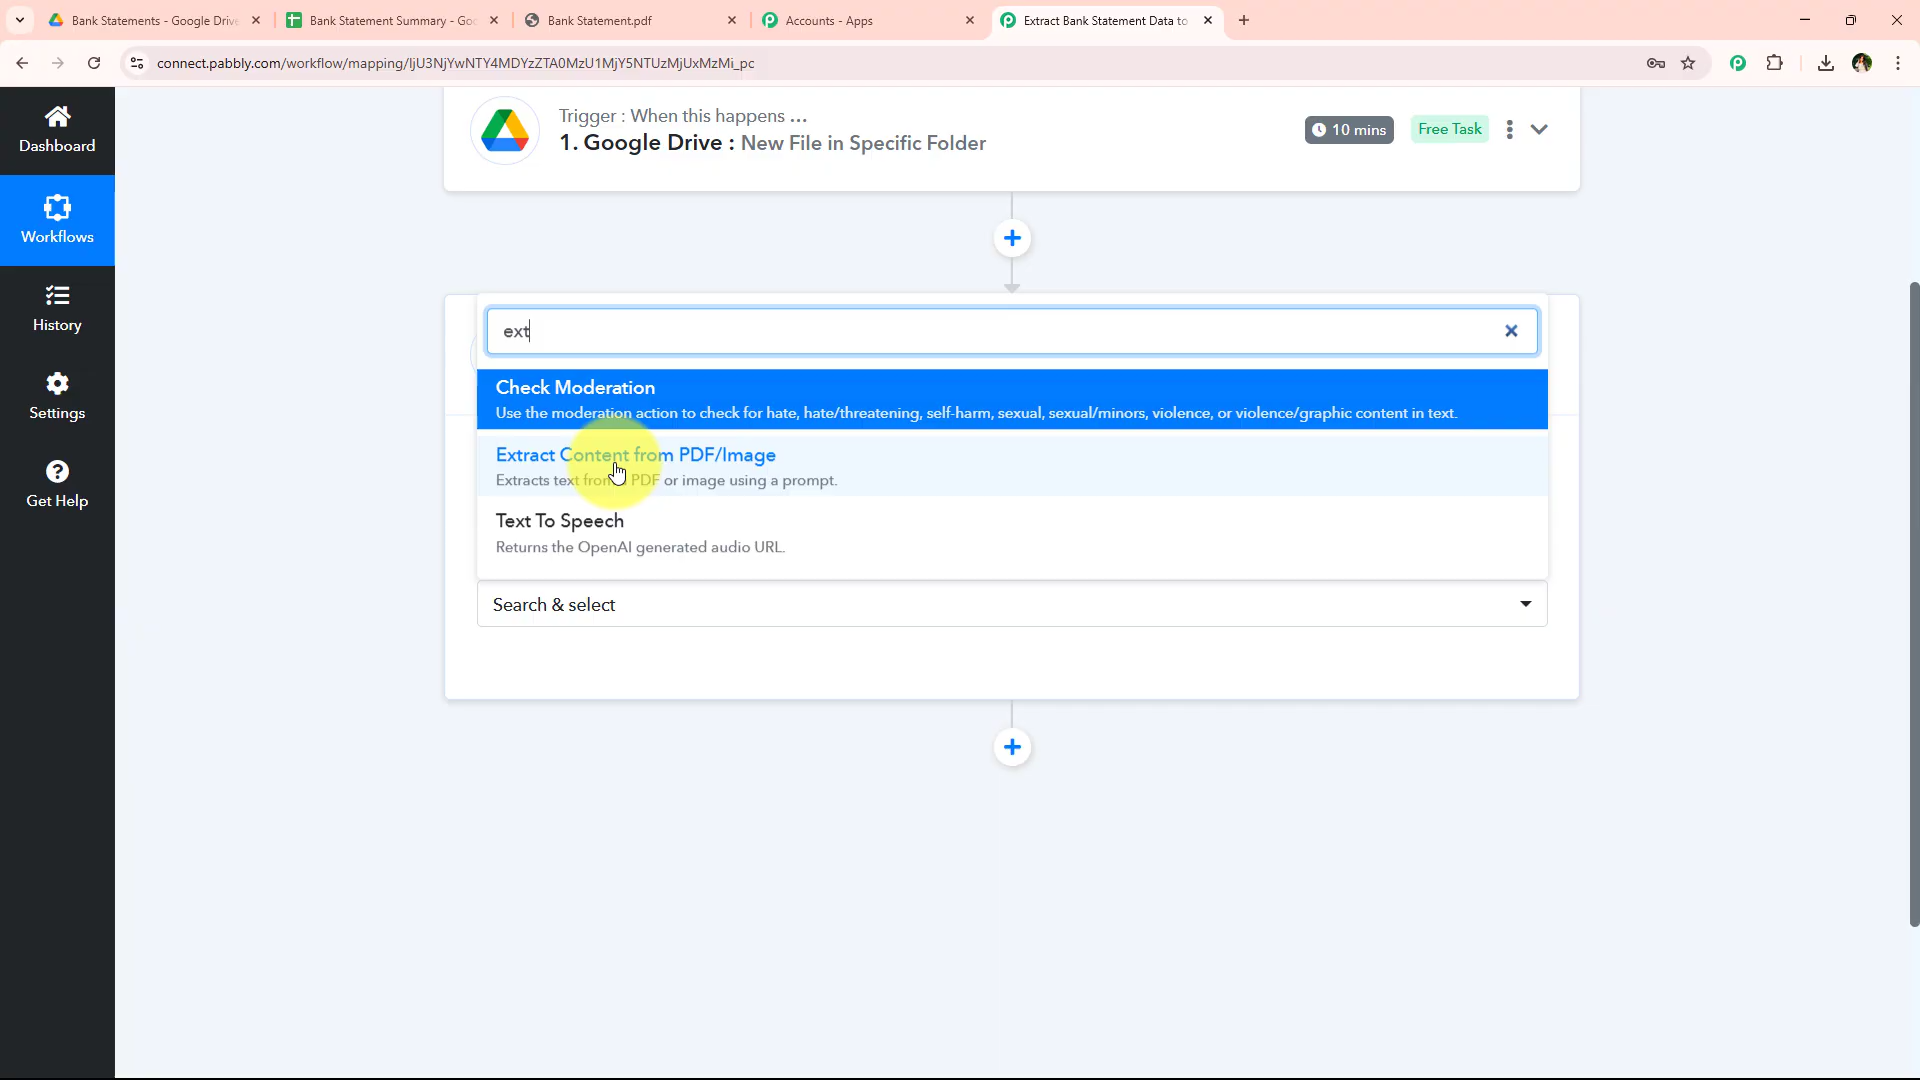 Bank Statements - Google Drive
Bank Statement Summary - Goo
Bank Statement.pdf
Accounts - Apps
Extract Bank Statement Data to
connect.pabbly.com/workflow/mapping/IjU3NjYwNTY4MDYzZTA0MzU1MjY5NTUzMjUxMzMi_pc
Dashboard
Workflows
History
Settings
Get Help
Trigger : When this happens ...
1. Google Drive : New File in Specific Folder
10 mins
Free Task
ext
Check Moderation
Use the moderation action to check for hate, hate/threatening, self-harm, sexual, sexual/minors, violence, or violence/graphic content in text.
Extract Content from PDF/Image
Extracts text from a PDF or image using a prompt.
Text To Speech
Returns the OpenAI generated audio URL.
Search & select